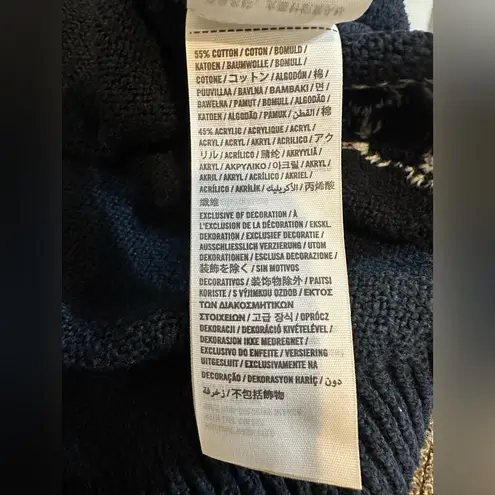 55% COTTON / COTON / BOMULD /
KATOEN / BAUMWOLLE / BOMULL /
COTONE / コットン / ALGODÓN / 棉 /
PUUVILLAA / BAVLNA / BAMBAKI / 면 /
BAWEŁNA / PAMUT / BOMULL / ALGODÃO /
KATOEN / ALGODÃO / PAMUK / القطن / 棉
45% ACRYLIC / ACRYLIQUE / ACRYL /
ACRYL / ACRYL / AKRYL / ACRILICO / アク
リル / ACRÍLICO / 腈纶 / AKRYYLIÄ /
AKRYL / ΑΚΡΥΛΙΚΟ / 아크릴 / AKRYL /
AKRIL / AKRYL / ACRÍLICO / AKRIEL /
ACRÍLICO / AKRİLİK / الأكريليك / 丙烯酸
纖維
EXCLUSIVE OF DECORATION / À
L'EXCLUSION DE LA DÉCORATION / EKSKL.
DEKORATION / EXCLUSIEF DECORATIE /
AUSSCHLIESSLICH VERZIERUNG / UTOM
DEKORATIONEN / ESCLUSA DECORAZIONE /
装飾を除く / SIN MOTIVOS
DECORATIVOS / 装饰物除外 / PAITSI
KORISTE / S VÝJIMKOU OZDOB / ΕΚΤΟΣ
ΤΩΝ ΔΙΑΚΟΣΜΗΤΙΚΩΝ
ΣΤΟΙΧΕΙΩΝ / 고급 장식 / OPRÓCZ
DEKORACJI / DEKORÁCIÓ KIVÉTELÉVEL /
DEKORASJON IKKE MEDREGNET /
EXCLUSIVO DO ENFEITE / VERSIERING
UITGESLUIT / EXCLUSIVAMENTE NA
DECORAÇÃO / DEKORASYON HARİÇ / دون
زخرفة / 不包括飾物